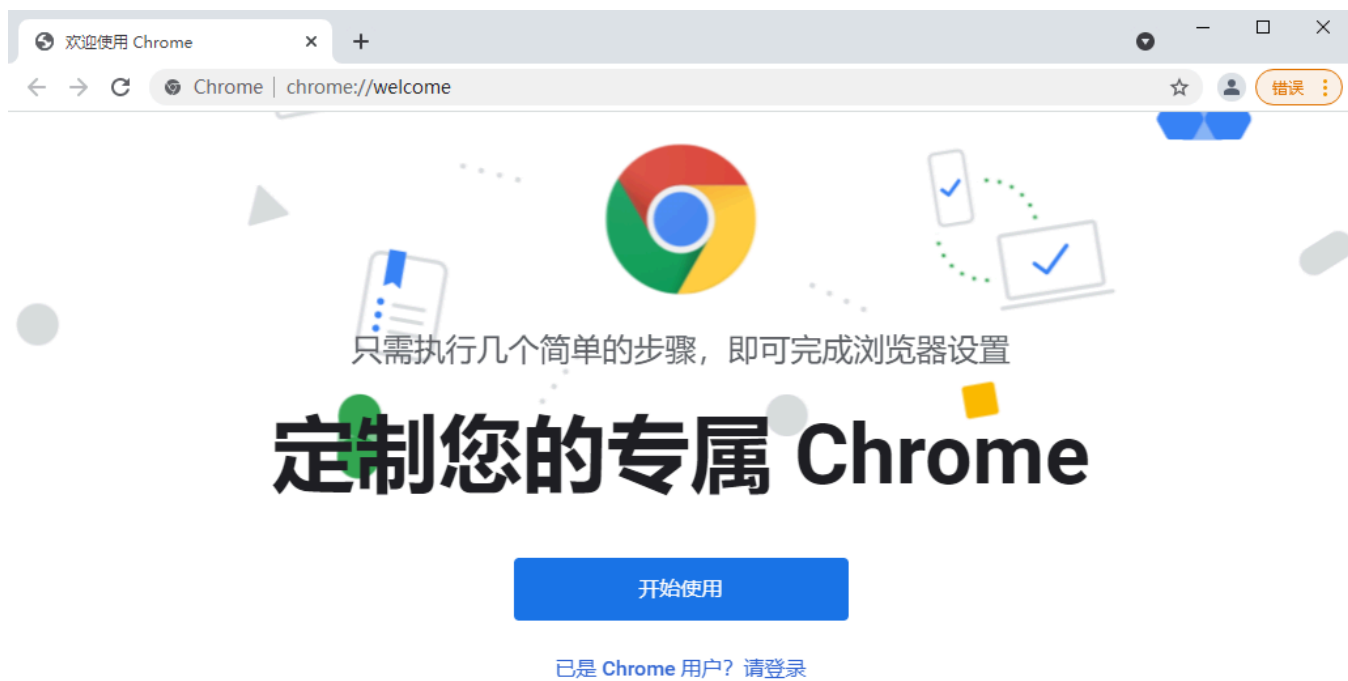 欢迎使用 Chrome
Chrome | chrome://welcome
错误
只需执行几个简单的步骤，即可完成浏览器设置
定制您的专属 Chrome
开始使用
已是 Chrome 用户？请登录